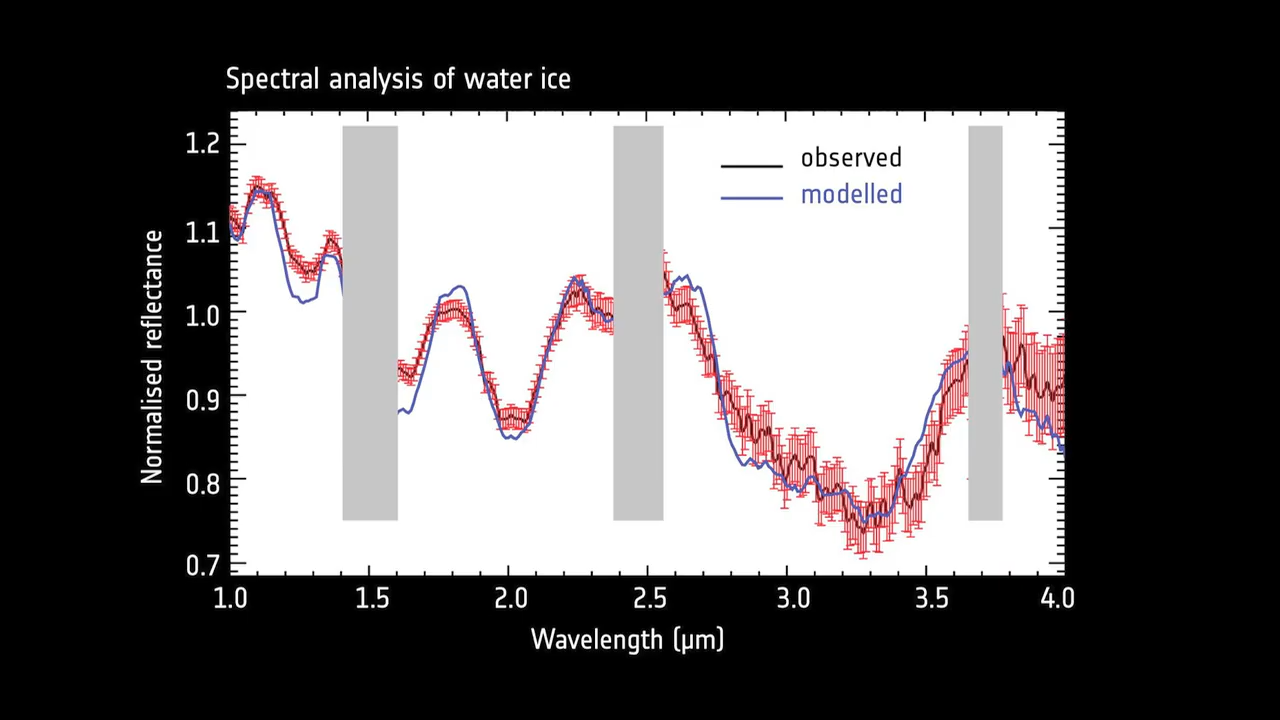 Spectral analysis of water ice
observed
modelled
Normalised reflectance
1.2
1.1
1.0
0.9
0.8
0.7
1.0 1.5 2.0 2.5 3.0 3.5 4.0
Wavelength (µm)